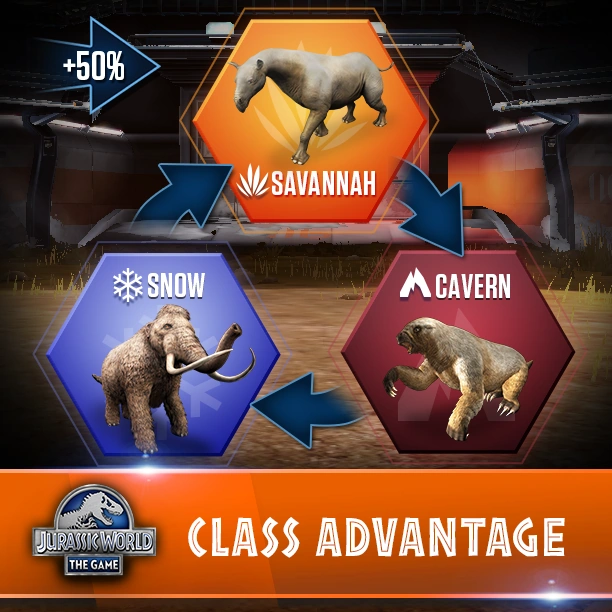 +50%
SAVANNAH
SNOW
CAVERN
JURASSIC WORLD
THE GAME
CLASS ADVANTAGE